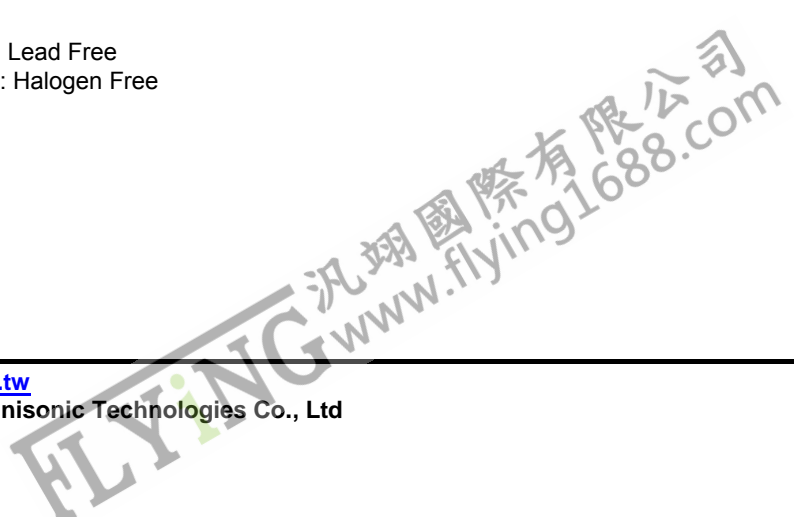 Lead Free
: Halogen Free
.tw
nisonic Technologies Co., Ltd
FLYiNG 汎翊國際有限公司
www.flying1688.com